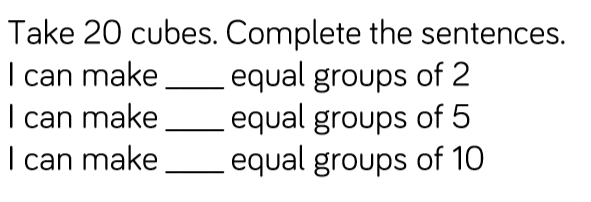 Take 20 cubes. Complete the sentences.
I can make ____ equal groups of 2
I can make ____ equal groups of 5
I can make ____ equal groups of 10